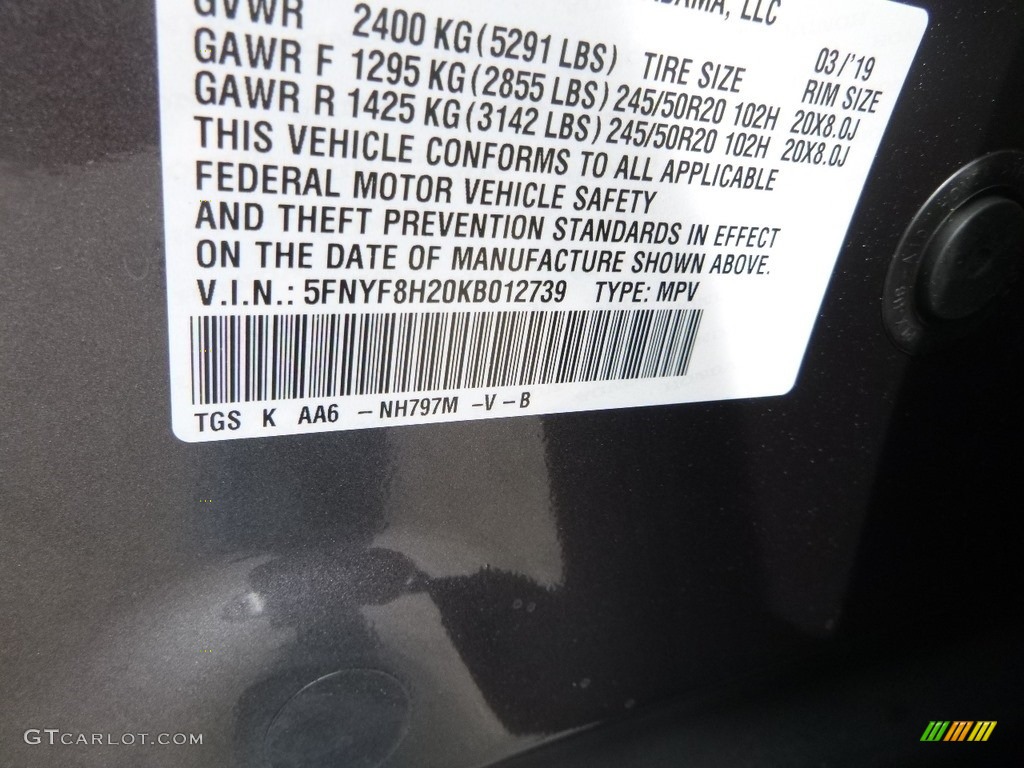 LLC
GVWR 2400 KG(5291 LBS) 03/'19
GAWR F 1295 KG(2855 LBS) TIRE SIZE 245/50R20 102H RIM SIZE 20X8.0J
GAWR R 1425 KG(3142 LBS) 245/50R20 102H 20X8.0J
THIS VEHICLE CONFORMS TO ALL APPLICABLE
FEDERAL MOTOR VEHICLE SAFETY
AND THEFT PREVENTION STANDARDS IN EFFECT
ON THE DATE OF MANUFACTURE SHOWN ABOVE.
V.I.N.: 5FNYF8H20KB012739 TYPE: MPV
TGS K AA6 -NH797M -V -B
GTCARLOT.COM